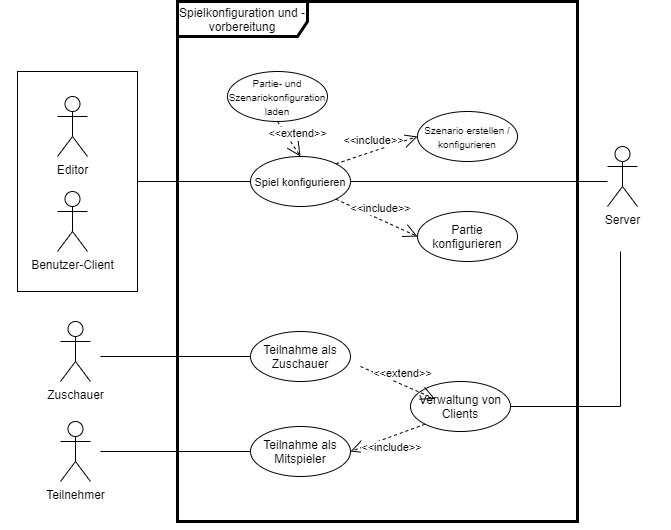 Spielkonfiguration und -
vorbereitung
Partie- und
Szenariokonfiguration
laden
<<extend>>
<<include>>
Szenario erstellen /
konfigurieren
Editor
Spiel konfigurieren
<<include>>
Server
Benutzer-Client
Partie
konfigurieren
Zuschauer
Teilnahme als
Zuschauer
<<extend>>
Verwaltung von
Clients
Teilnehmer
Teilnahme als
Mitspieler
<<include>>